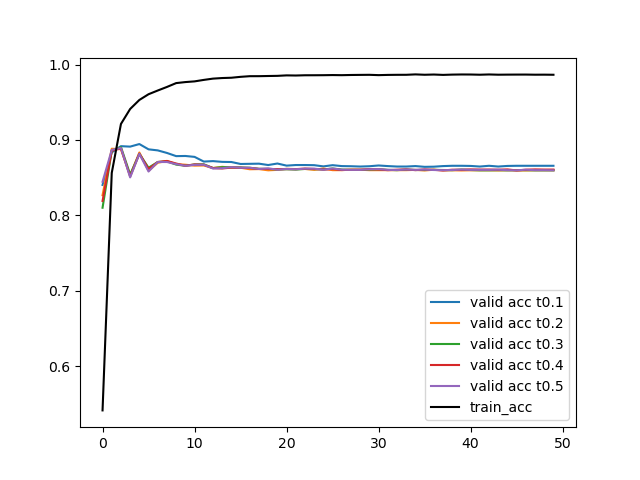 1.0
0.9
0.8
0.7
0.6
valid acc t0.1
valid acc t0.2
valid acc t0.3
valid acc t0.4
valid acc t0.5
train_acc
0 10 20 30 40 50